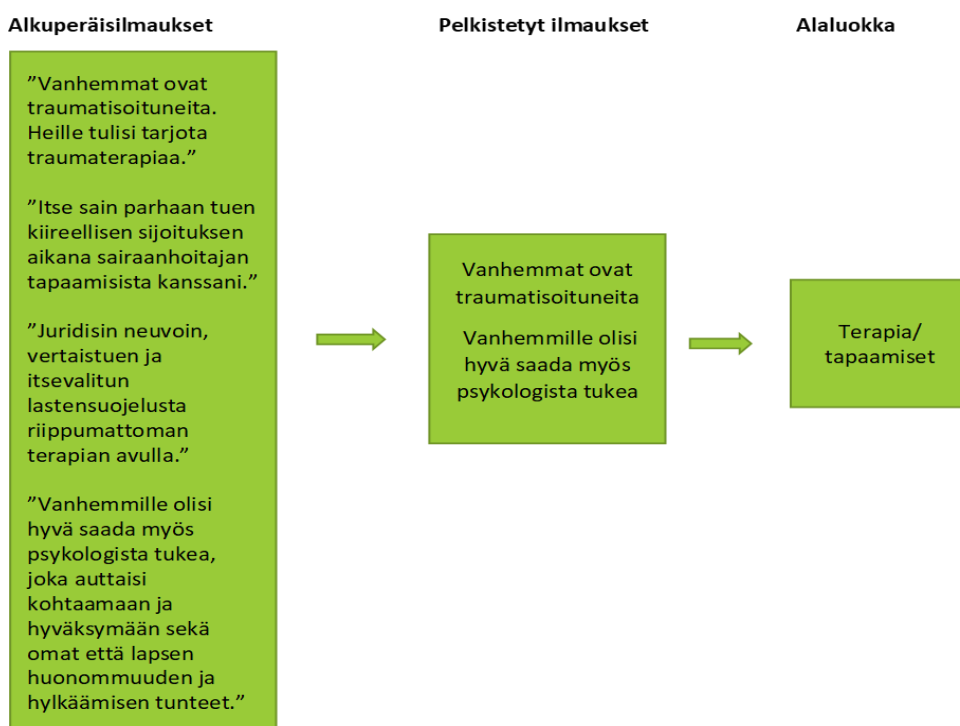 Alkuperäisilmaukset
Pelkistetyt ilmaukset
Alaluokka
”Vanhemmat ovat
traumatisoituneita.
Heille tulisi tarjota
traumaterapiaa.”
”Itse sain parhaan tuen
kiireellisen sijoituksen
aikana sairaanhoitajan
tapaamisista kanssani.”
”Juridisin neuvoin,
vertaistuen ja
itsevalitun
lastensuojelusta
riippumattoman
terapian avulla.”
”Vanhemmille olisi
hyvä saada myös
psykologista tukea,
joka auttaisi
kohtaamaan ja
hyväksymään sekä
omat että lapsen
huonommuuden ja
hylkäämisen tunteet.”
Vanhemmat ovat
traumatisoituneita
Vanhemmille olisi
hyvä saada myös
psykologista tukea
Terapia/
tapaamiset